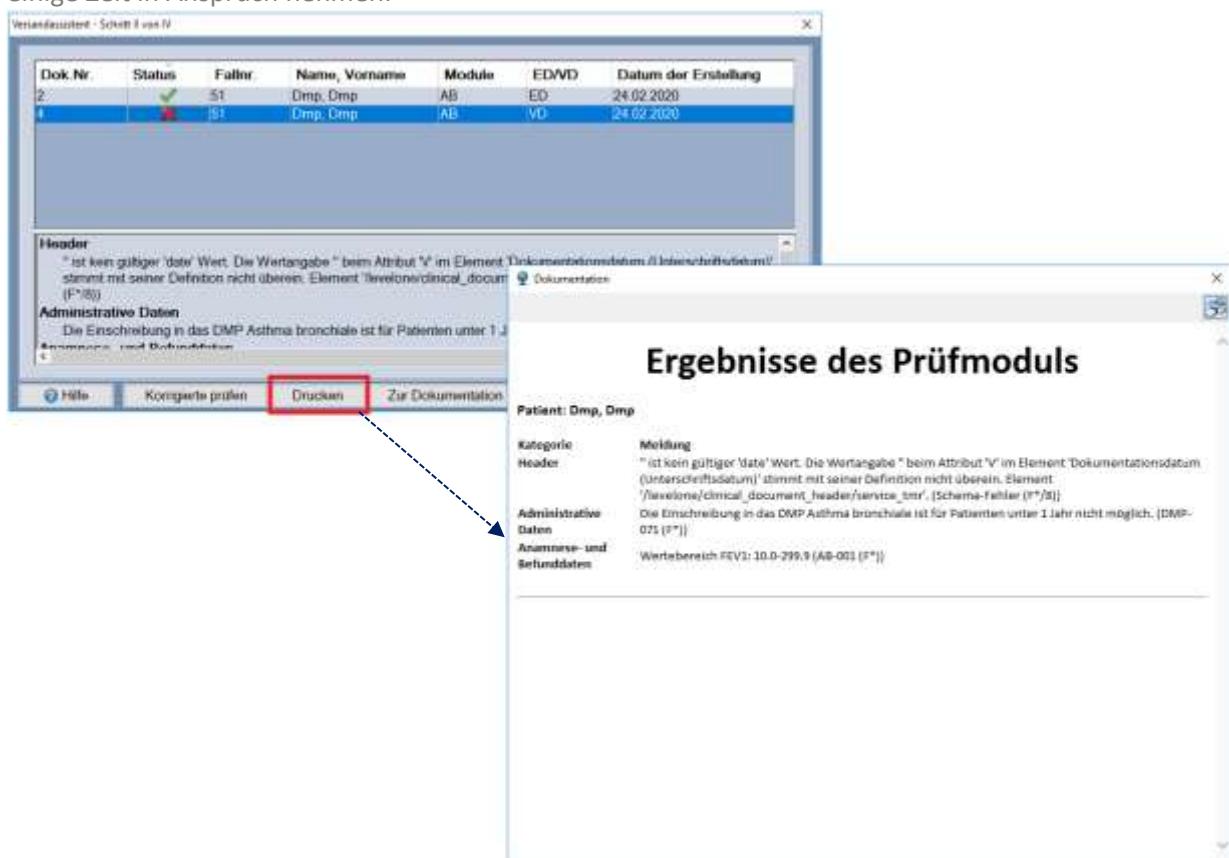 Versandassistent - Schritt II von IV
Dok.Nr. Status Fallnr. Name, Vorname Module ED/VD Datum der Erstellung
2 51 Dmp, Dmp AB ED 24.02.2020
4 51 Dmp, Dmp AB VD 24.02.2020
Header
'' ist kein gültiger 'date' Wert. Die Wertangabe '' beim Attribut 'V' im Element 'Dokumentationsdatum (Unterschriftsdatum)'
stimmt mit seiner Definition nicht überein. Element '/levelone/clinical_docum
(F*/8))
Administrative Daten
Die Einschreibung in das DMP Asthma bronchiale ist für Patienten unter 1 J
Hilfe Korrigierte prüfen Drucken Zur Dokumentation
Dokumentation
Ergebnisse des Prüfmoduls
Patient: Dmp, Dmp
Kategorie Meldung
Header '' ist kein gültiger 'date' Wert. Die Wertangabe '' beim Attribut 'V' im Element 'Dokumentationsdatum
(Unterschriftsdatum)' stimmt mit seiner Definition nicht überein. Element
'/levelone/clinical_document_header/service_tmr'. (Schema-Fehler (F*/8))
Administrative Die Einschreibung in das DMP Asthma bronchiale ist für Patienten unter 1 Jahr nicht möglich. (DMP-
Daten 075 (F*))
Anamnese- und
Befunddaten Wertebereich FEV1: 10.0-299.9 (AB-001 (F*))